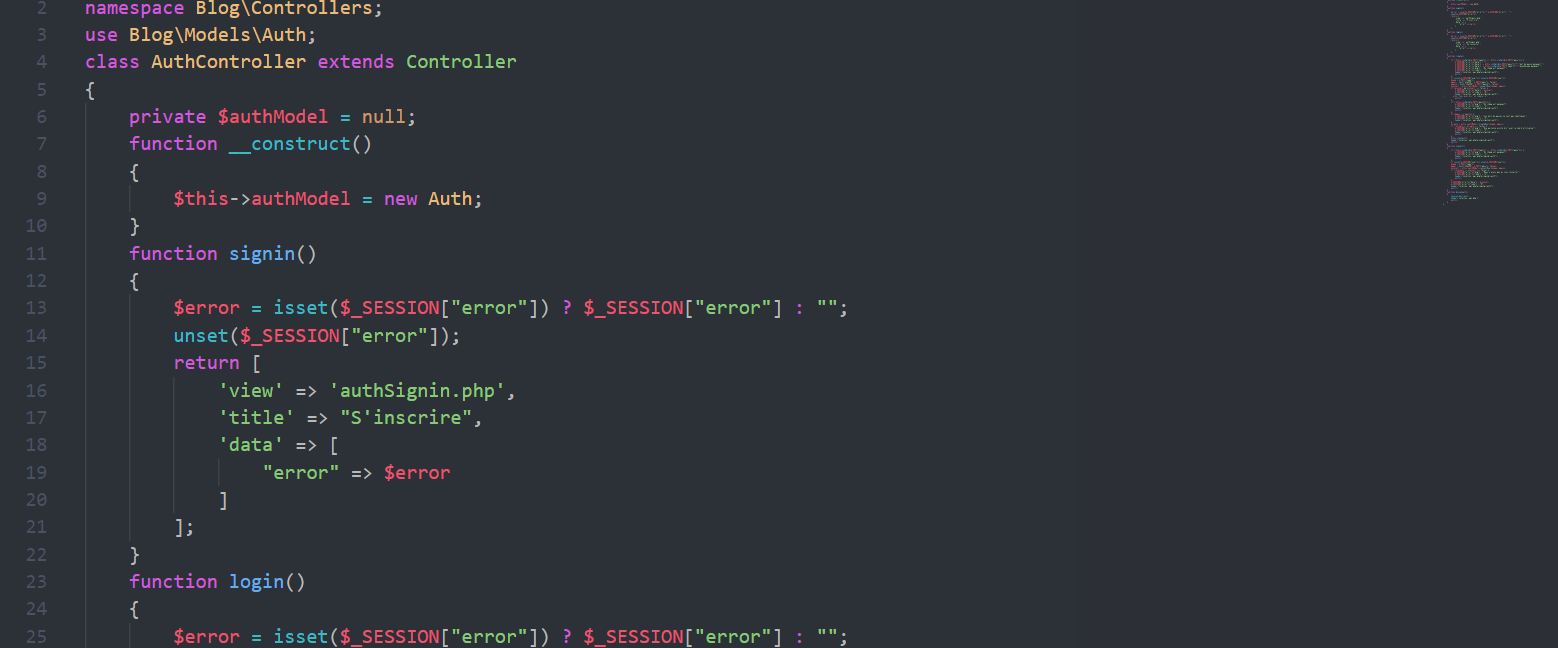 2 namespace Blog\Controllers;
3 use Blog\Models\Auth;
4 class AuthController extends Controller
5 {
6     private $authModel = null;
7     function __construct()
8     {
9         $this->authModel = new Auth;
10     }
11     function signin()
12     {
13         $error = isset($_SESSION["error"]) ? $_SESSION["error"] : "";
14         unset($_SESSION["error"]);
15         return [
16             'view' => 'authSignin.php',
17             'title' => "S'inscrire",
18             'data' => [
19                 "error" => $error
20             ]
21         ];
22     }
23     function login()
24     {
25         $error = isset($_SESSION["error"]) ? $_SESSION["error"] : "";